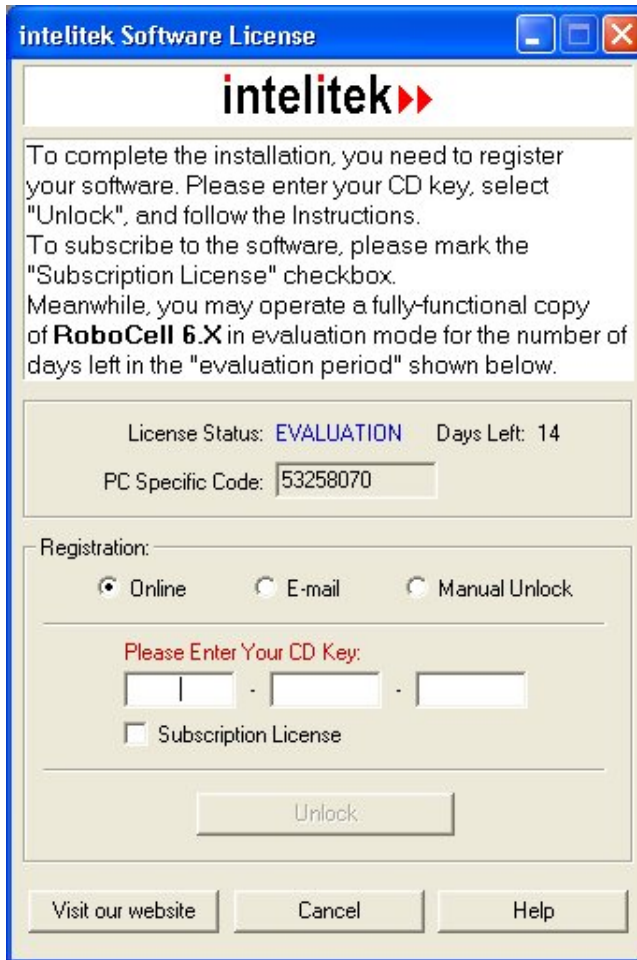 intelitek Software License
intelitek
To complete the installation, you need to register
your software. Please enter your CD key, select
"Unlock", and follow the Instructions.
To subscribe to the software, please mark the
"Subscription License" checkbox.
Meanwhile, you may operate a fully-functional copy
of RoboCell 6.X in evaluation mode for the number of
days left in the "evaluation period" shown below.
License Status: EVALUATION Days Left: 14
PC Specific Code: 53258070
Registration:
Online E-mail Manual Unlock
Please Enter Your CD Key:
- -
Subscription License
Unlock
Visit our website Cancel Help